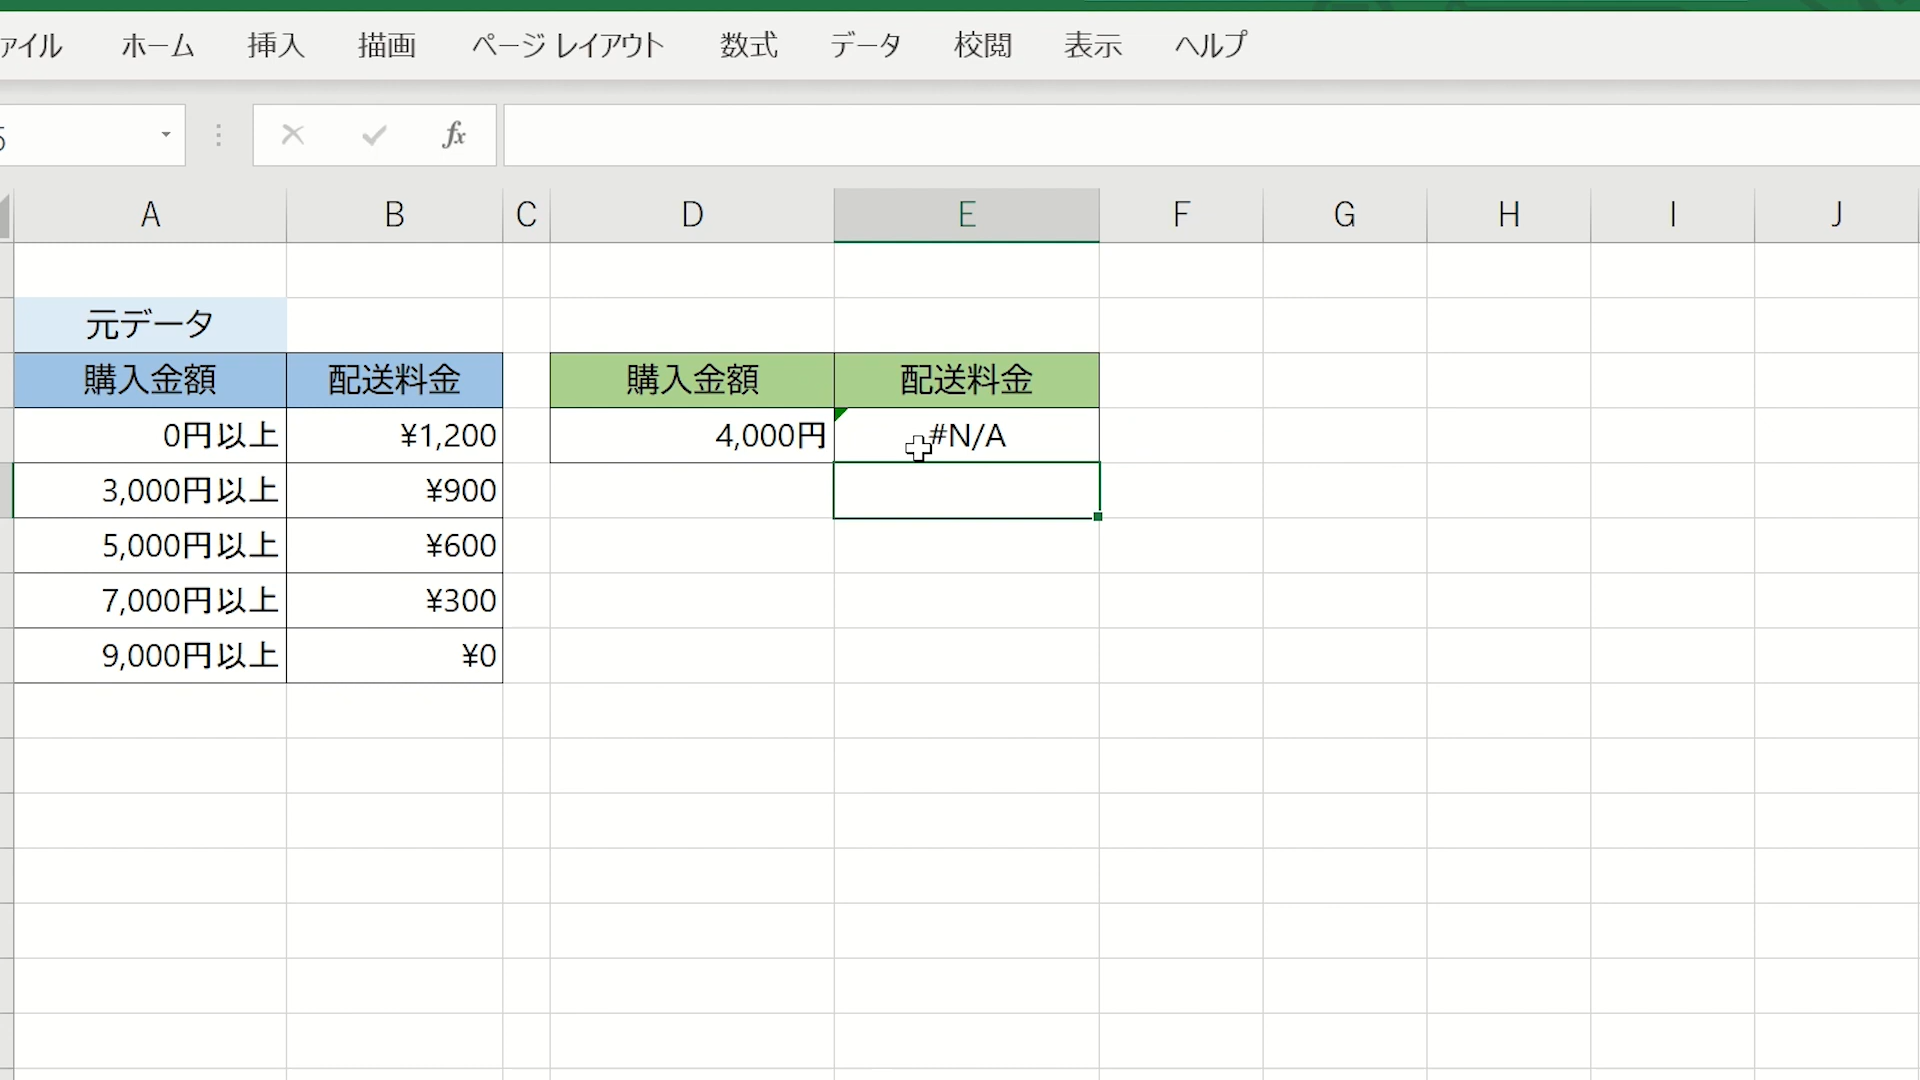 ァイル ホーム 挿入 描画 ページ レイアウト 数式 データ 校閲 表示 ヘルプ
5 fx
A B C D E F G H I J
元データ
購入金額 配送料金 購入金額 配送料金
0円以上 ¥1,200 4,000円 #N/A
3,000円以上 ¥900
5,000円以上 ¥600
7,000円以上 ¥300
9,000円以上 ¥0